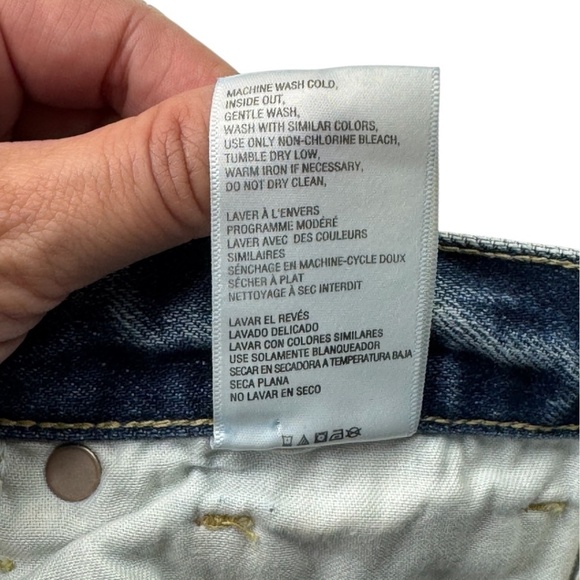 MACHINE WASH COLD,
INSIDE OUT,
GENTLE WASH,
WASH WITH SIMILAR COLORS,
USE ONLY NON-CHLORINE BLEACH,
TUMBLE DRY LOW,
WARM IRON IF NECESSARY,
DO NOT DRY CLEAN,
LAVER À L'ENVERS
PROGRAMME MODÉRÉ
LAVER AVEC DES COULEURS
SIMILAIRES
SÉNCHAGE EN MACHINE-CYCLE DOUX
SÉCHER À PLAT
NETTOYAGE À SEC INTERDIT
LAVAR EL REVÉS
LAVADO DELICADO
LAVAR CON COLORES SIMILARES
USE SOLAMENTE BLANQUEADOR
SECAR EN SECADORA A TEMPERATURA BAJA
SECA PLANA
NO LAVAR EN SECO